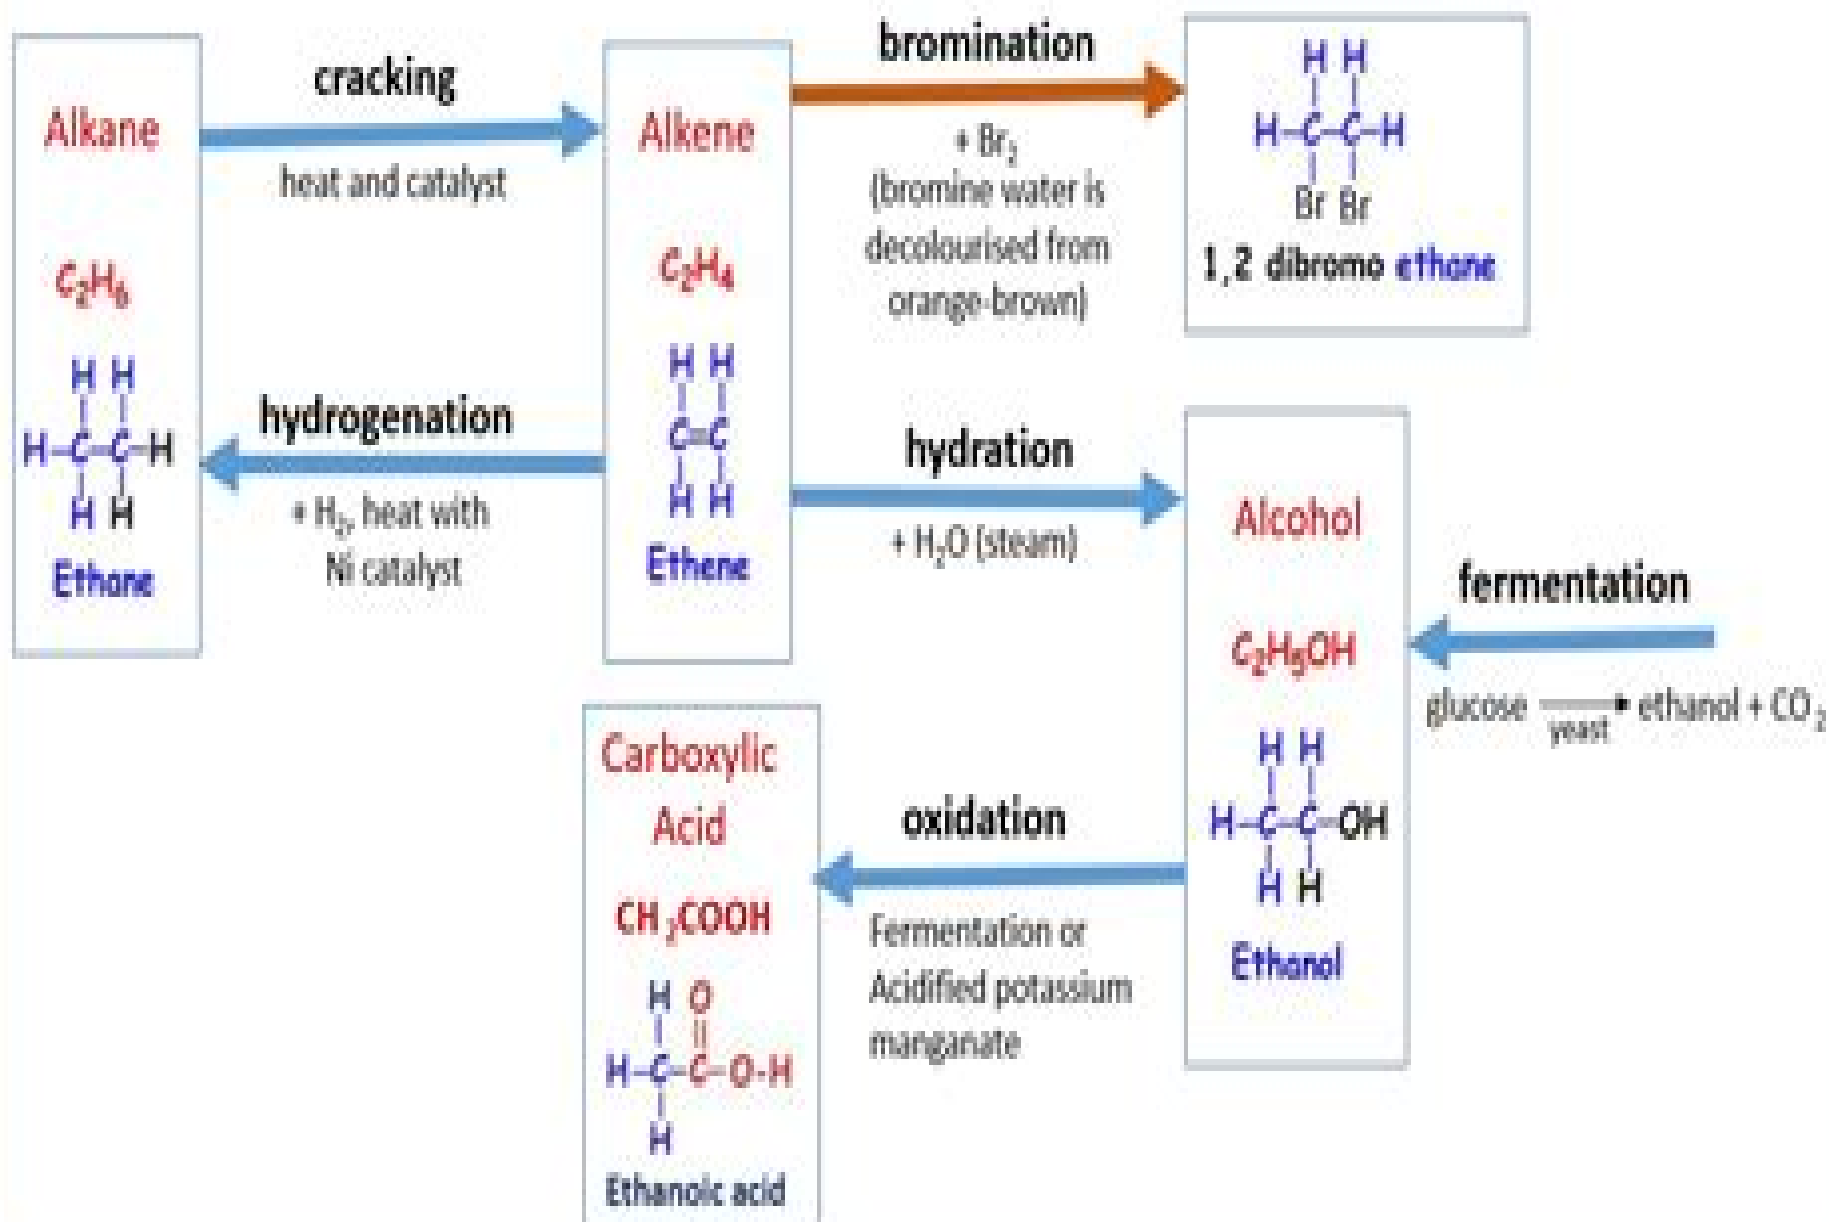 Alkane
C₂H₆
H H
H-C-C-H
H H
Ethane
cracking
heat and catalyst
hydrogenation
+ H₂, heat with
Ni catalyst
Alkene
C₂H₄
H H
C=C
H H
Ethene
bromination
+ Br₂
(bromine water is
decolourised from
orange-brown)
H H
H-C-C-H
Br Br
1,2 dibromo ethane
hydration
+ H₂O (steam)
Alcohol
C₂H₅OH
H H
H-C-C-OH
H H
Ethanol
fermentation
glucose → ethanol + CO₂
yeast
oxidation
Fermentation or
Acidified potassium
manganate
Carboxylic
Acid
COOH
H O
H-C-C-O-H
H
Ethanoic acid